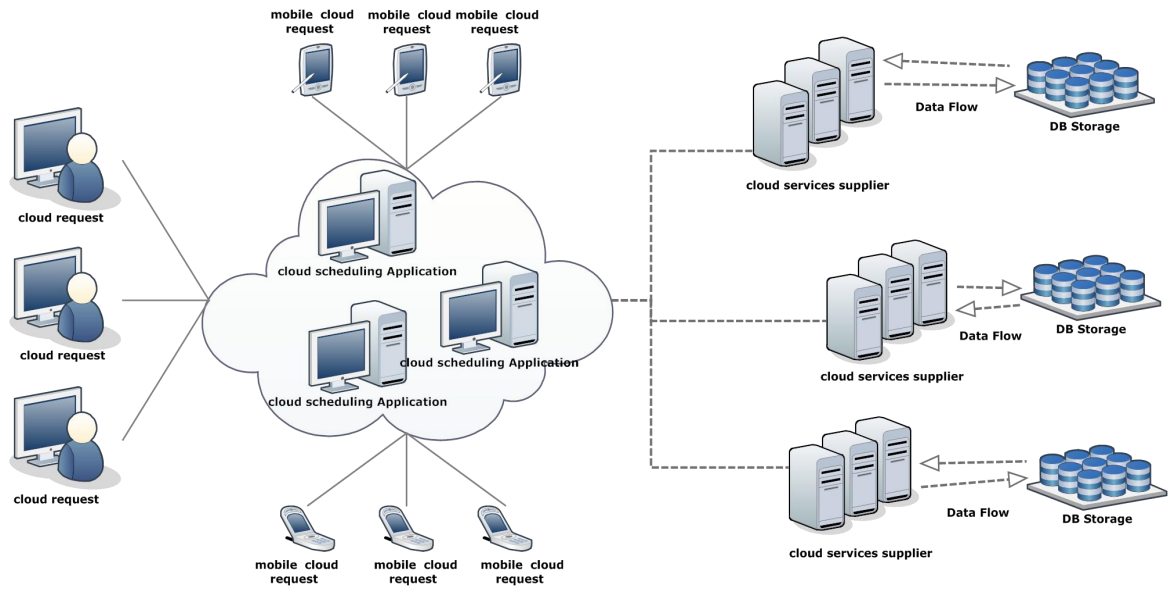 mobile cloud
request
mobile cloud
request
mobile cloud
request
Data Flow
DB Storage
cloud services supplier
cloud request
cloud scheduling Application
cloud request
cloud scheduling Application
cloud scheduling Application
Data Flow
DB Storage
cloud services supplier
cloud request
Data Flow
DB Storage
cloud services supplier
mobile cloud
request
mobile cloud
request
mobile cloud
request